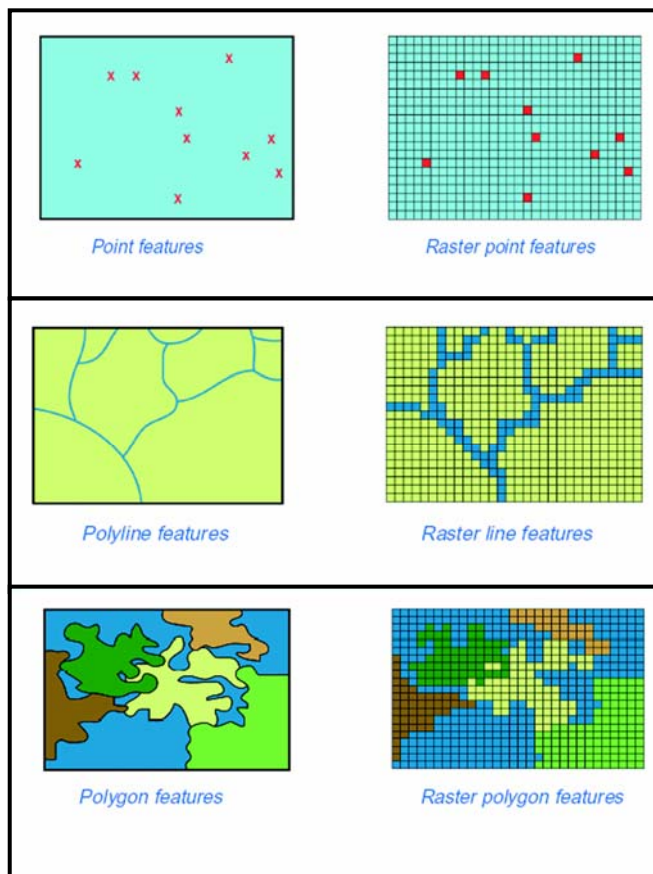 Point features
Raster point features
Polyline features
Raster line features
Polygon features
Raster polygon features